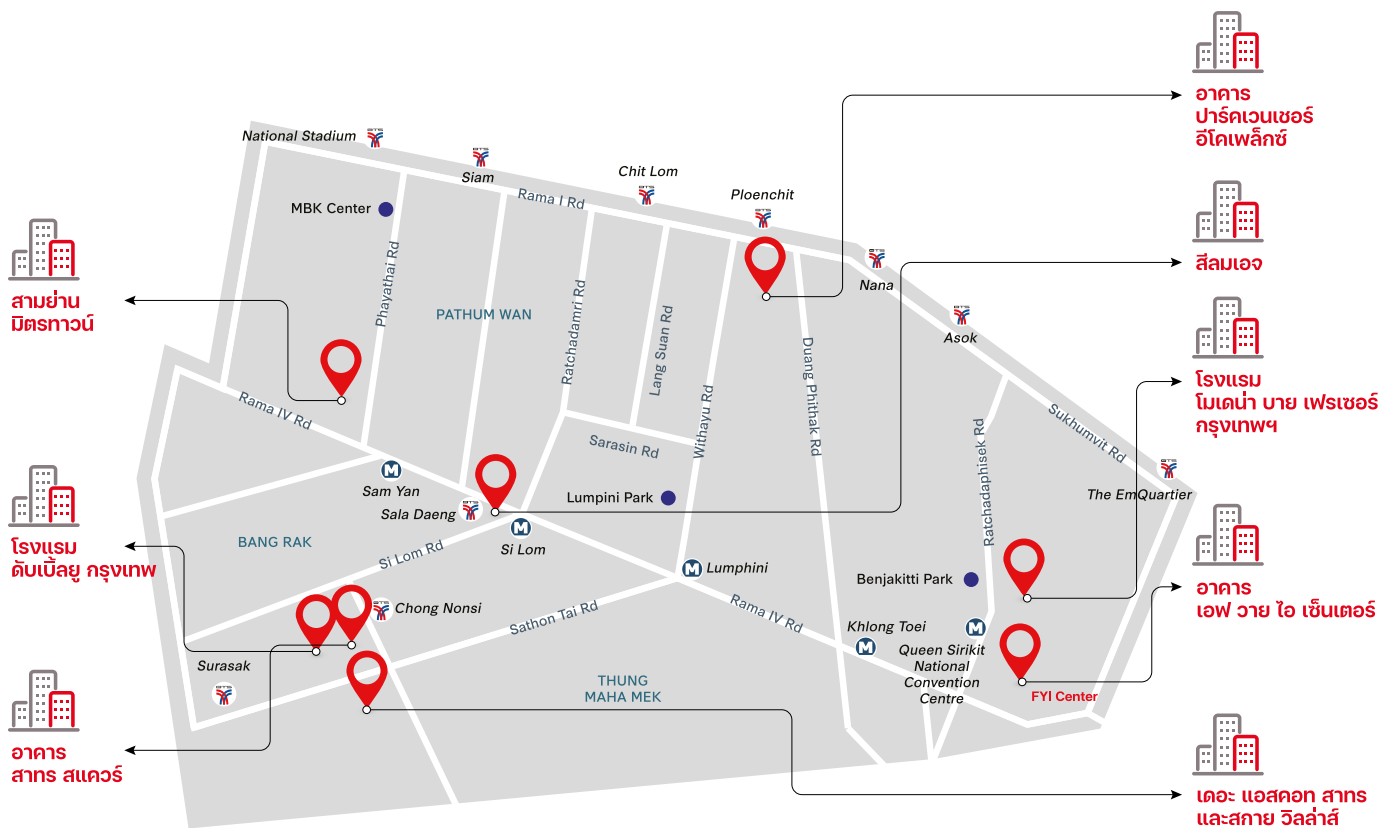 อาคาร
ปาร์คเวนเชอร์
อีโคเพล็กซ์
National Stadium
Siam
Chit Lom
Ploenchit
Rama I Rd
MBK Center
สีลมเอจ
Nana
Phayathai Rd
PATHUM WAN
Ratchadamri Rd
Lang Suan Rd
สามย่าน
มิตรทาวน์
Asok
Duang Phithak Rd
Withayu Rd
โรงแรม
โมเดน่า บาย เฟรเซอร์
กรุงเทพฯ
Rama IV Rd
Sarasin Rd
Sukhumvit Rd
Ratchadaphisek Rd
Sam Yan
Sala Daeng
Lumpini Park
The EmQuartier
BANG RAK
Si Lom Rd
Si Lom
โรงแรม
ดับเบิ้ลยู กรุงเทพ
Lumphini
Benjakitti Park
อาคาร
เอฟ วาย ไอ เซ็นเตอร์
Chong Nonsi
Sathon Tai Rd
Rama IV Rd
Khlong Toei
Queen Sirikit
National
Convention
Centre
Surasak
THUNG
MAHA MEK
FYI Center
อาคาร
สาทร สแควร์
เดอะ แอสคอท สาทร
และสกาย วิลล่าส์